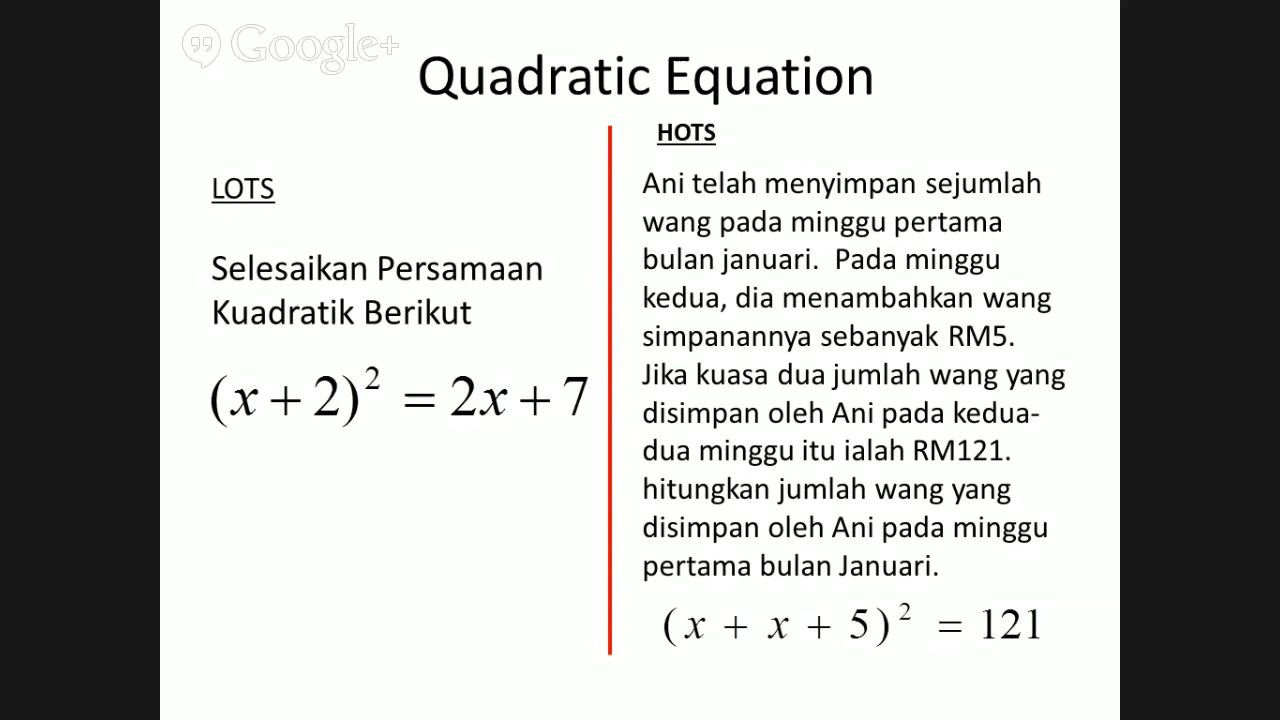 Google+
Quadratic Equation
LOTS
Selesaikan Persamaan
Kuadratik Berikut
(x + 2)² = 2x + 7
HOTS
Ani telah menyimpan sejumlah
wang pada minggu pertama
bulan januari.  Pada minggu
kedua, dia menambahkan wang
simpanannya sebanyak RM5.
Jika kuasa dua jumlah wang yang
disimpan oleh Ani pada kedua-
dua minggu itu ialah RM121.
hitungkan jumlah wang yang
disimpan oleh Ani pada minggu
pertama bulan Januari.
(x + x + 5)² = 121